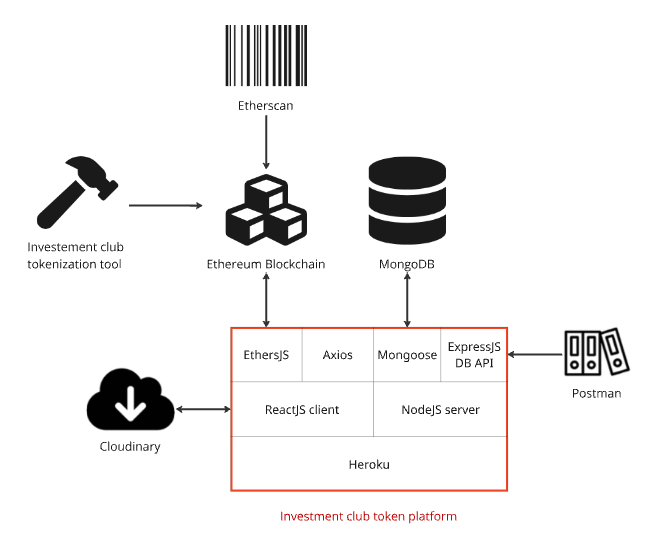 Etherscan
Investement club
tokenization tool
Ethereum Blockchain
MongoDB
EthersJS
Axios
Mongoose
ExpressJS
DB API
Postman
ReactJS client
NodeJS server
Cloudinary
Heroku
Investment club token platform